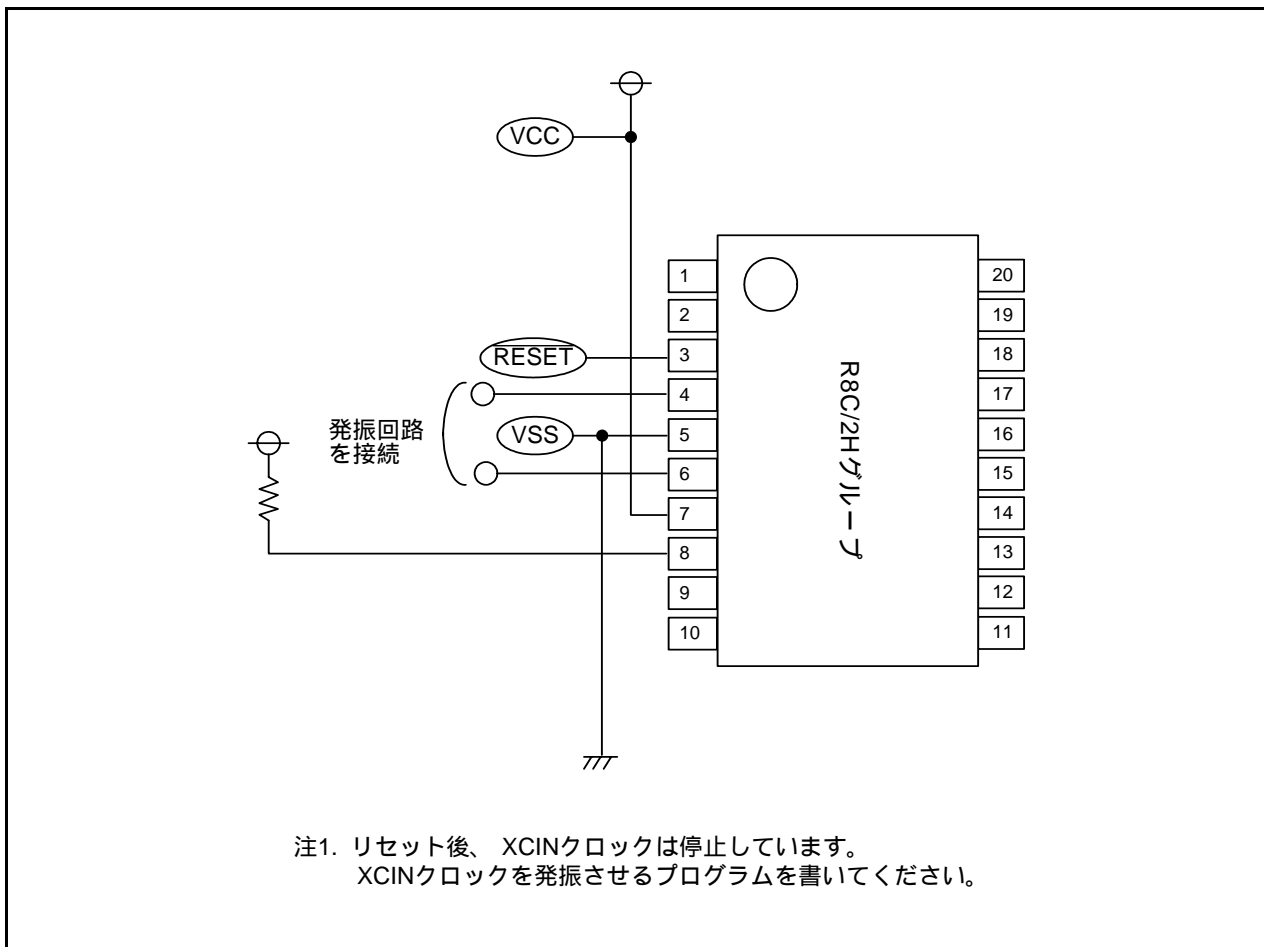 VCC
RESET
発振回路
を接続
VSS
1
2
3
4
5
6
7
8
9
10
R8C/2Hグループ
20
19
18
17
16
15
14
13
12
11
注1. リセット後、 XCINクロックは停止しています。
XCINクロックを発振させるプログラムを書いてください。